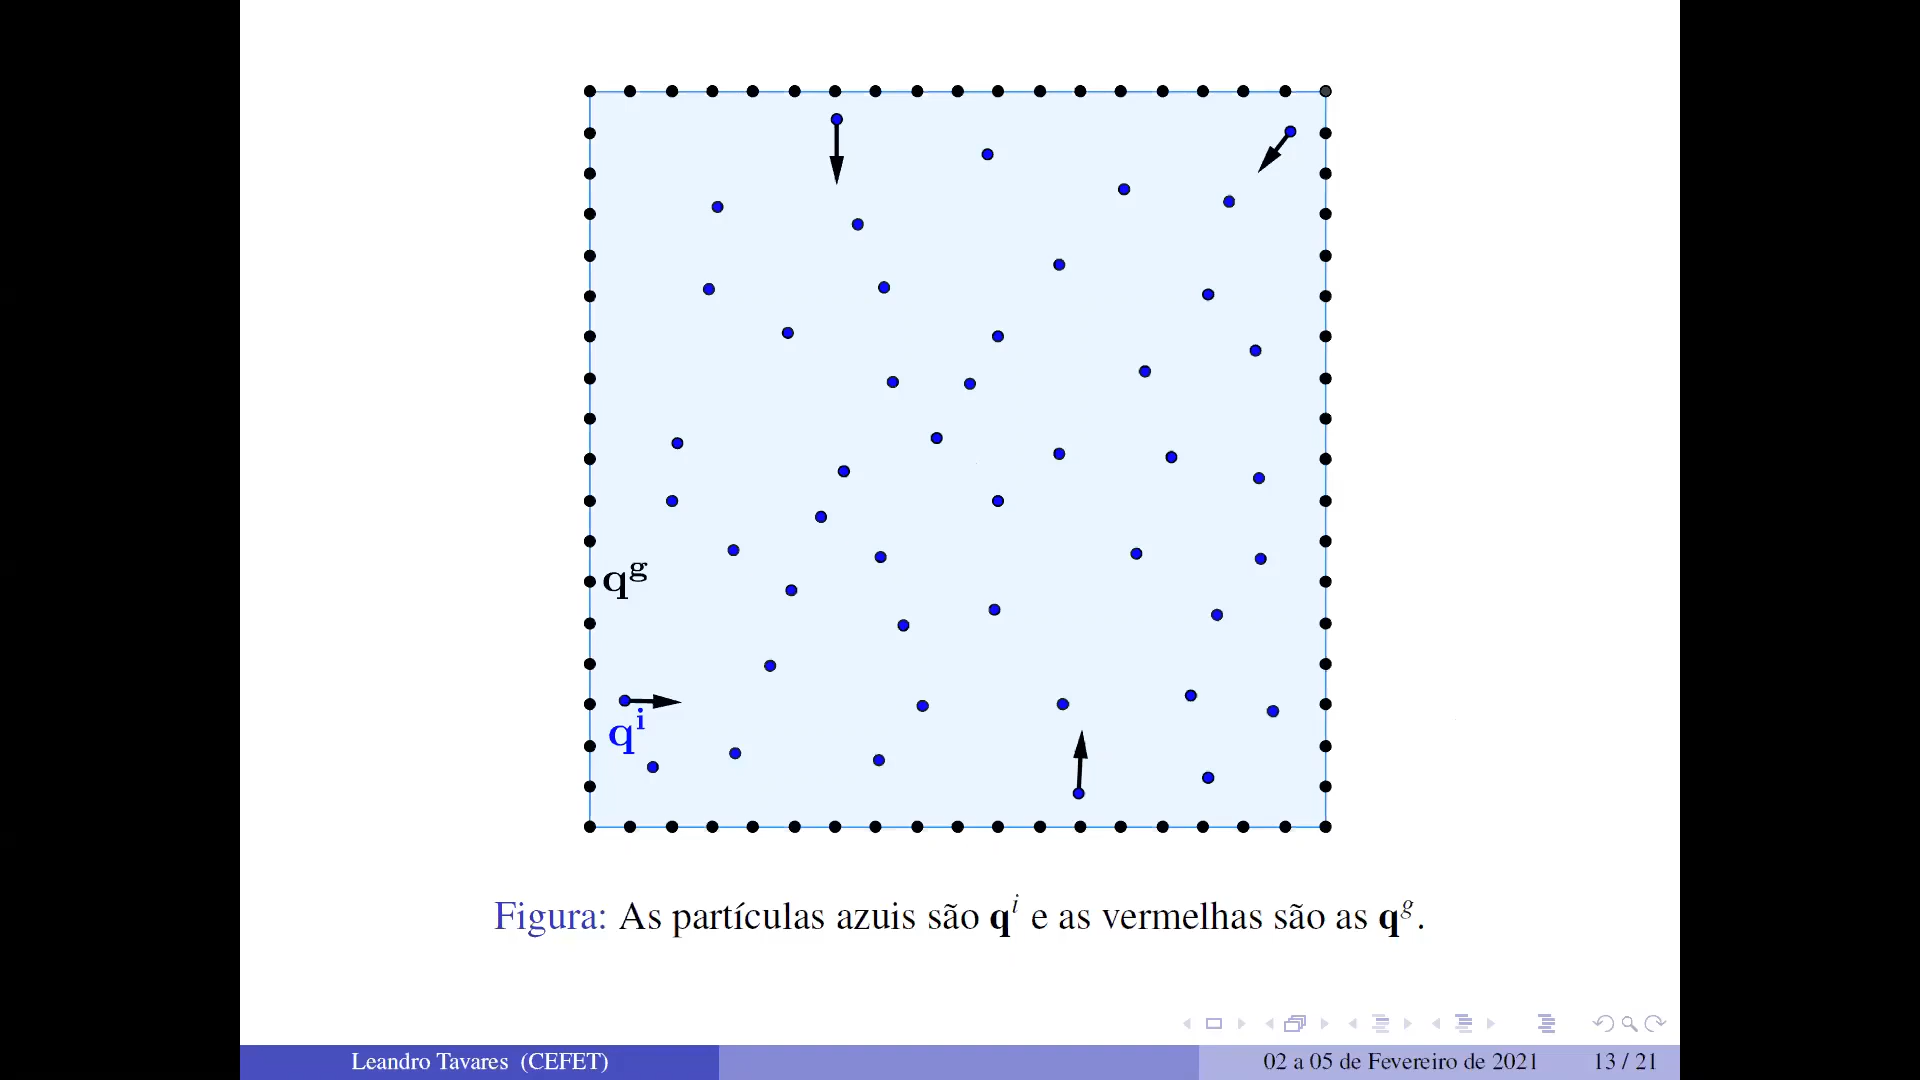 q^g
q^i
Figura: As partículas azuis são q^i e as vermelhas são as q^g.
Leandro Tavares (CEFET) 02 a 05 de Fevereiro de 2021 13 / 21